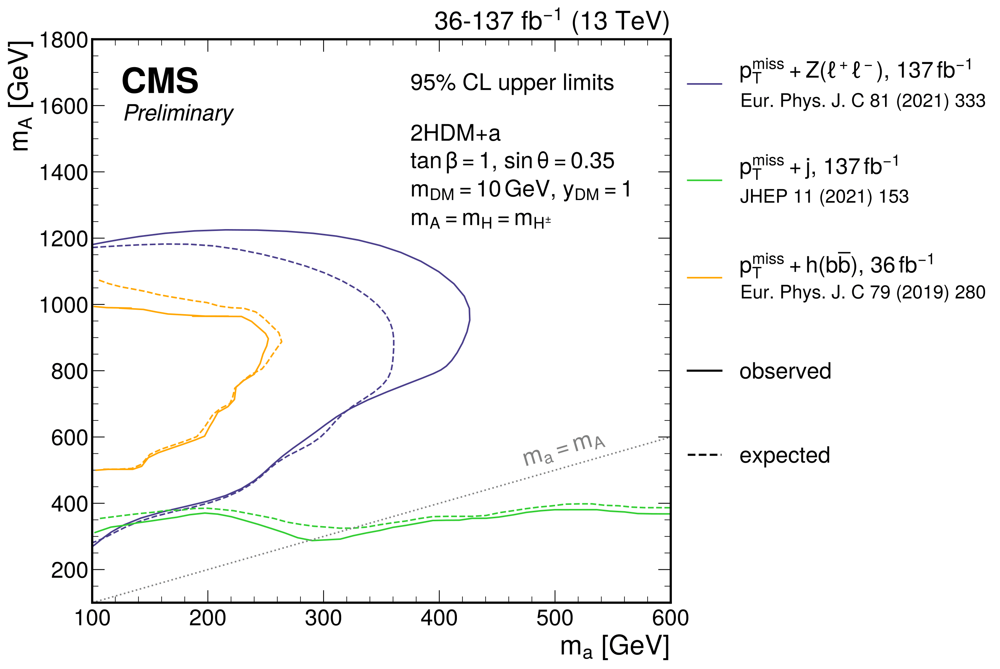 36-137 fb⁻¹ (13 TeV)
m_A [GeV]
1800
1600
1400
1200
1000
800
600
400
200
CMS
Preliminary
95% CL upper limits
2HDM+a
tan β = 1, sin θ = 0.35
m_DM = 10 GeV, y_DM = 1
m_A = m_H = m_H±
m_a = m_A
100 200 300 400 500 600
m_a [GeV]
p_T^miss + Z(ℓ⁺ℓ⁻), 137 fb⁻¹
Eur. Phys. J. C 81 (2021) 333
p_T^miss + j, 137 fb⁻¹
JHEP 11 (2021) 153
p_T^miss + h(bb̅), 36 fb⁻¹
Eur. Phys. J. C 79 (2019) 280
observed
expected